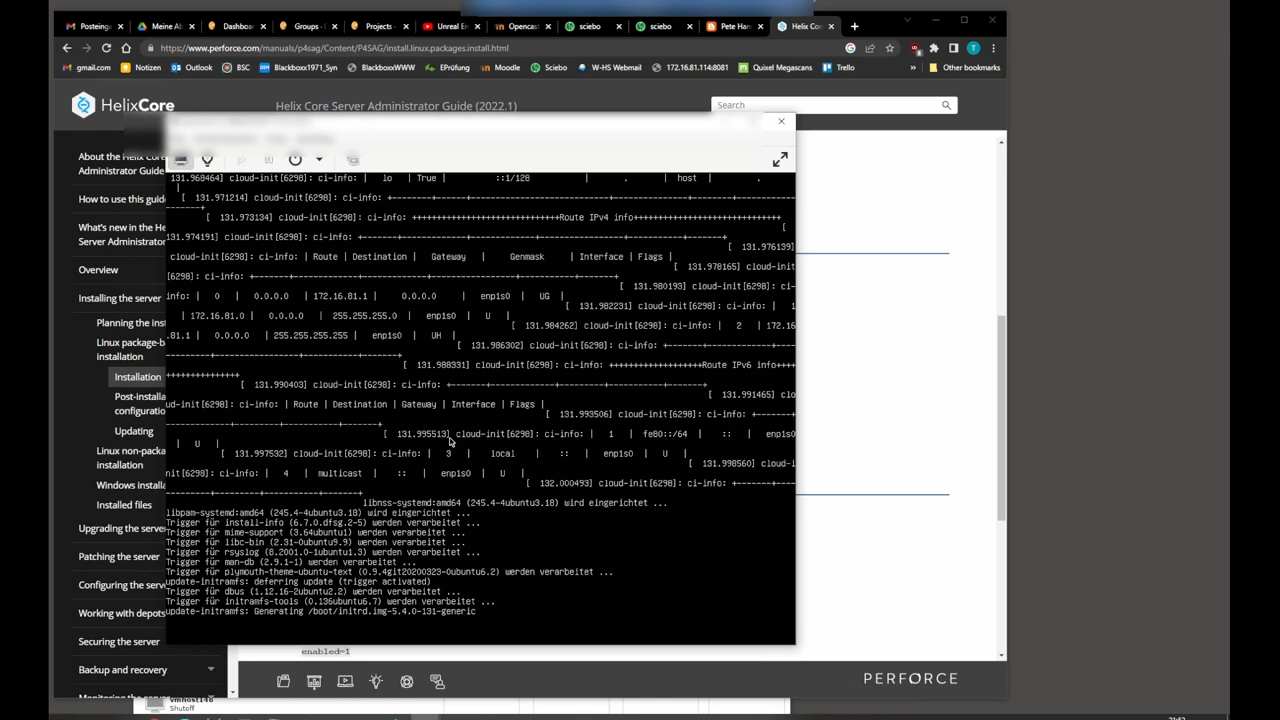 Posteing
Meine Al
Dashboa
Groups -
Projects -
Unreal En
Opencast
sciebo
sciebo
Pete Han
Helix Cor
https://www.perforce.com/manuals/p4sag/Content/P4SAG/install.linux.packages.install.html
gmail.com
Notizen
Outlook
BSC
Blackboxx1971_Syn
BlackboxxWWW
EPrüfung
Moodle
Sciebo
W-HS Webmail
172.16.81.114:8081
Quixel Megascans
Trello
»
Other bookmarks
HelixCore
Helix Core Server Administrator Guide (2022.1)
Search
About the
Administrator Guide
How to use this guid
What's new in the He
Server Administrator
Overview
Installing the server
Planning the inst
Linux package-b
installation
Installation
Post-install
configuratio
Updating
Linux non-packa
installation
Windows installa
Installed files
Upgrading the server
Patching the server
Configuring the serve
Working with depots
Securing the server
Backup and recovery
Monitoring the server
131.968464] cloud-init[6298]: ci-info: | lo | True | ::1/128 | . | host | .
|
[ 131.971214] cloud-init[6298]: ci-info: +--------+------+-----------------------------+---------------+--------+-------------
-------+
[ 131.973134] cloud-init[6298]: ci-info: +++++++++++++++++++++++++++++Route IPv4 info+++++++++++++++++++++++++++++
[
131.974191] cloud-init[6298]: ci-info: +-------+-------------+-------------+-----------------+-----------+-------+
[ 131.976139]
cloud-init[6298]: ci-info: | Route | Destination | Gateway | Genmask | Interface | Flags |
[ 131.978165] cloud-init
[6298]: ci-info: +-------+-------------+-------------+-----------------+-----------+-------+
[ 131.980193] cloud-init[6298]: ci-
info: | 0 | 0.0.0.0 | 172.16.81.1 | 0.0.0.0 | enp1s0 | UG
[ 131.982231] cloud-init[6298]: ci-info: | 1
| 172.16.81.0 | 0.0.0.0 | 255.255.255.0 | enp1s0 | U |
[ 131.984262] cloud-init[6298]: ci-info: | 2 | 172.16
.81.1 | 0.0.0.0 | 255.255.255.255 | enp1s0 | UH |
[ 131.986302] cloud-init[6298]: ci-info: +-------+-----------
--+-------------+-----------------+-----------+-------+
[ 131.988331] cloud-init[6298]: ci-info: +++++++++++++++++++Route IPv6 info++++
+++++++++++++++
[ 131.990403] cloud-init[6298]: ci-info: +-------+-------------+---------+-----------+-------+
[ 131.991465] clo
ud-init[6298]: ci-info: | Route | Destination | Gateway | Interface | Flags |
[ 131.993506] cloud-init[6298]: ci-info: +-------+
-------------+---------+-----------+-------+
[ 131.995513] cloud-init[6298]: ci-info: | 1 | fe80::/64 | :: | enp1s0
| U |
[ 131.997532] cloud-init[6298]: ci-info: | 3 | local | :: | enp1s0 | U |
[ 131.998560] cloud-i
nit[6298]: ci-info: | 4 | multicast | :: | enp1s0 | U |
[ 132.000493] cloud-init[6298]: ci-info: +-------+------
-------+---------+-----------+-------+
libnss-systemd:amd64 (245.4-4ubuntu3.18) wird eingerichtet ...
libpam-systemd:amd64 (245.4-4ubuntu3.18) wird eingerichtet ...
Trigger für install-info (6.7.0.dfsg.2-5) werden verarbeitet ...
Trigger für mime-support (3.64ubuntu1) werden verarbeitet ...
Trigger für libc-bin (2.31-0ubuntu9.9) werden verarbeitet ...
Trigger für rsyslog (8.2001.0-1ubuntu1.3) werden verarbeitet ...
Trigger für man-db (2.9.1-1) werden verarbeitet ...
Trigger für plymouth-theme-ubuntu-text (0.9.4git20200323-0ubuntu6.2) werden verarbeitet ...
update-initramfs: deferring update (trigger activated)
Trigger für dbus (1.12.16-2ubuntu2.2) werden verarbeitet ...
Trigger für initramfs-tools (0.136ubuntu6.7) werden verarbeitet ...
update-initramfs: Generating /boot/initrd.img-5.4.0-131-generic
enabled=1
PERFORCE
vmhost148
Shutoff